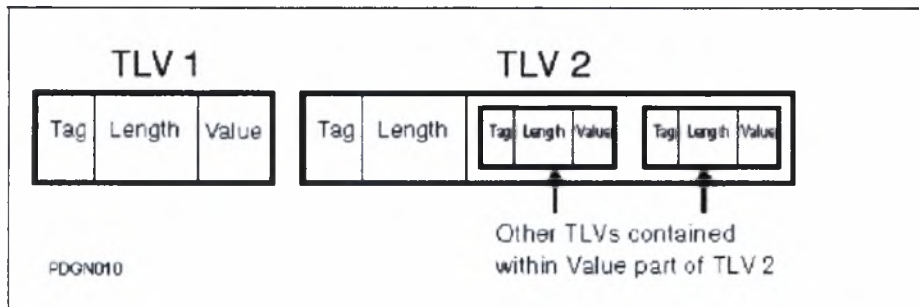 TLV 1
TLV 2
Tag Length Value
Tag Length Tag Length Value Tag Length Value
Other TLVs contained
within Value part of TLV 2
PDGN010